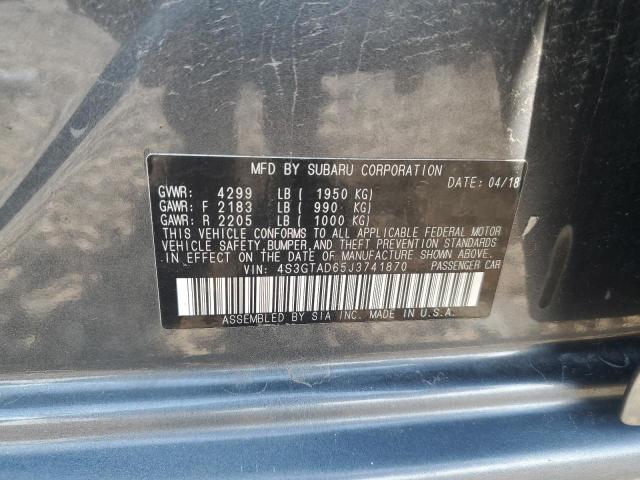 MFD BY SUBARU CORPORATION
DATE: 04/18
GVWR: 4299 LB ( 1950 KG)
GAWR: F 2183 LB ( 990 KG)
GAWR: R 2205 LB ( 1000 KG)
THIS VEHICLE CONFORMS TO ALL APPLICABLE FEDERAL MOTOR
VEHICLE SAFETY, BUMPER, AND THEFT PREVENTION STANDARDS
IN EFFECT ON THE DATE OF MANUFACTURE SHOWN ABOVE.
VIN: 4S3GTAD65J3741870 PASSENGER CAR
ASSEMBLED BY SIA INC. MADE IN U.S.A.